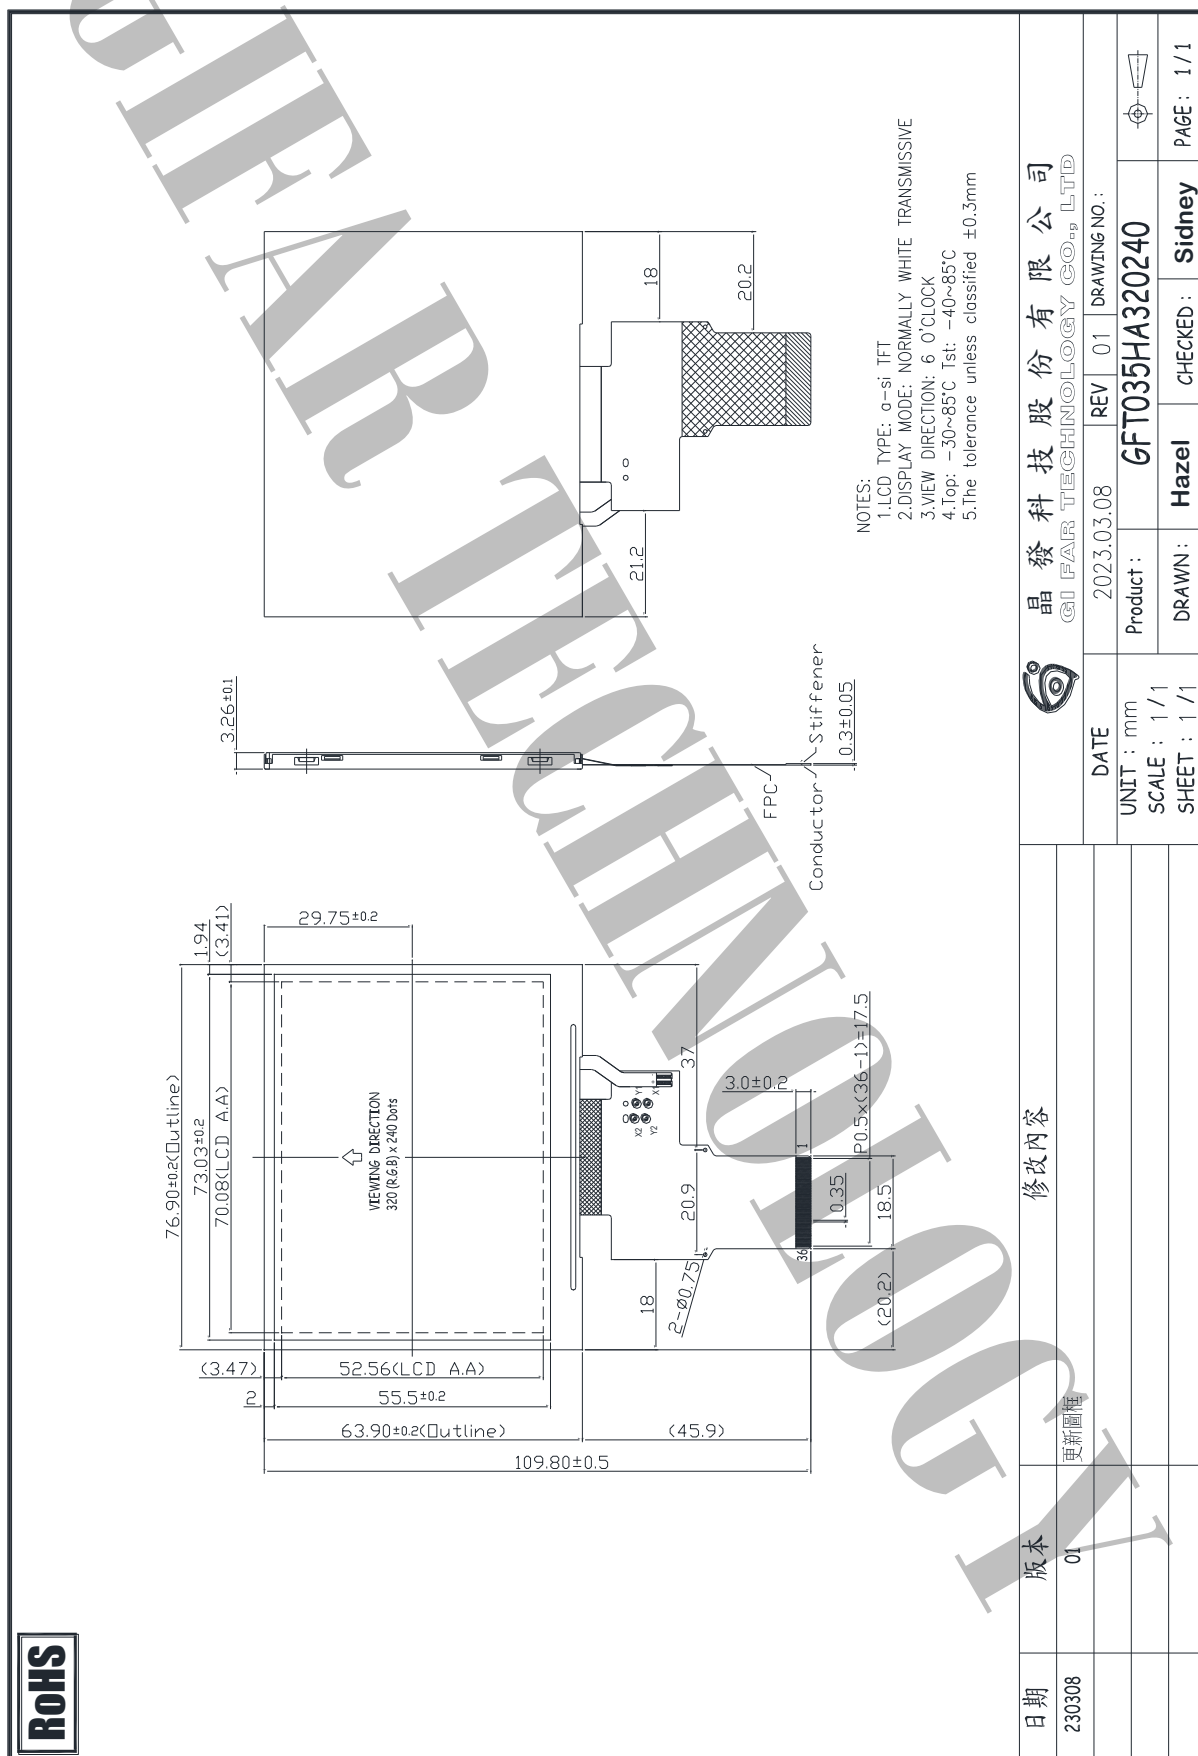 RoHS
76.90±0.2(Outline)
73.03±0.2
70.08(LCD A.A)
1.94
(3.41)
29.75±0.2
VIEWING DIRECTION
320 (R.G.B) x 240 Dots
(3.47)
2
52.56(LCD A.A)
55.5±0.2
63.90±0.2(Outline)
(45.9)
109.80±0.5
37
X2
Y1
Y2
X1
20.9
18
2-Ø0.75
3.0±0.2
1
36
P0.5x(36-1)=17.5
0.35
18.5
(20.2)
3.26±0.1
FPC
Conductor
Stiffener
0.3±0.05
18
20.2
21.2
NOTES:
1.LCD TYPE: a-si TFT
2.DISPLAY MODE: NORMALLY WHITE TRANSMISSIVE
3.VIEW DIRECTION: 6 O'CLOCK
4.Top: -30~85°C Tst: -40~85°C
5.The tolerance unless classified ±0.3mm
GIFAR TECHNOLOGY
日期
版本
修改內容
230308
01
更新圖框
晶發科技股份有限公司
GI FAR TECHNOLOGY CO., LTD
DATE
2023.03.08
REV
01
DRAWING NO. :
UNIT : mm
SCALE : 1/1
SHEET : 1 /1
Product :
GFT035HA320240
DRAWN :
Hazel
CHECKED :
Sidney
PAGE : 1/1